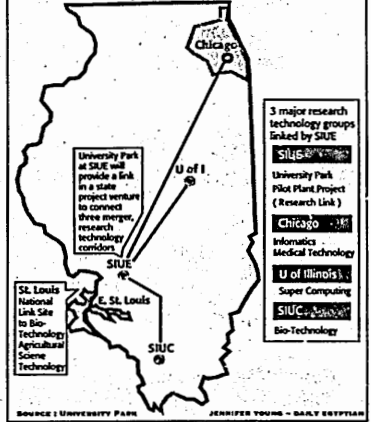 Chicago
3 major research
technology groups
linked by SIUE
SIUE
University Park
Pilot Plant Project
( Research Link )
Chicago
Infomatics
Medical Technology
U of Illinois
Super Computing
SIUC
Bio-Technology
University Park
at SIUE will
provide a link
in a state
project venture
to connect
three merger,
research
technology
corridors
U of I
SIUE
St. Louis
National
Link Site
to Bio-
Technology
Agricultural
Sciene
Technology
E. St. Louis
SIUC
SOURCE : UNIVERSITY PARK
JENNIFER YOUNG ~ DAILY EGYPTIAN